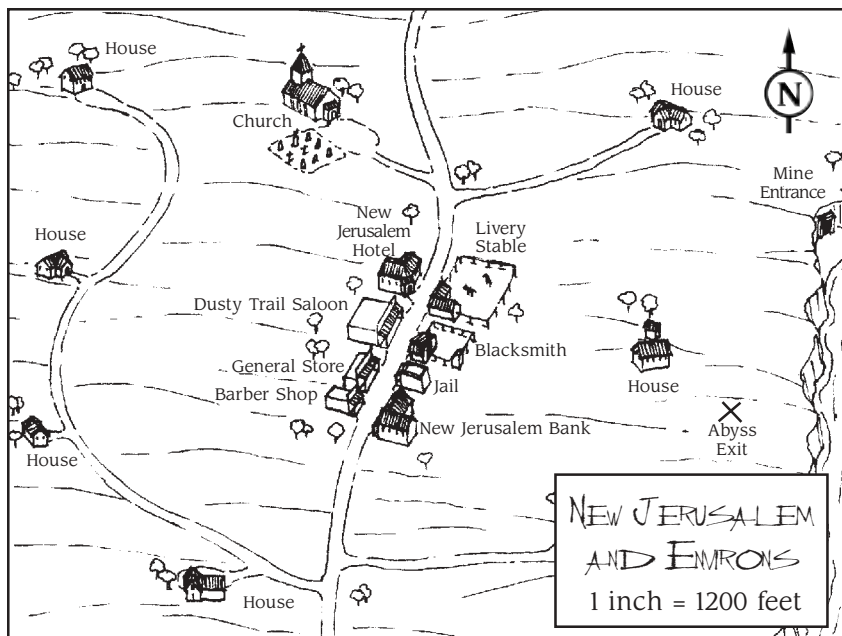 House
Church
House
N
Mine
Entrance
New
Jerusalem
Hotel
Livery
Stable
House
Dusty Trail Saloon
Blacksmith
General Store
House
Jail
Barber Shop
New Jerusalem Bank
Abyss
Exit
House
New Jerusalem
and Environs
1 inch = 1200 feet
House